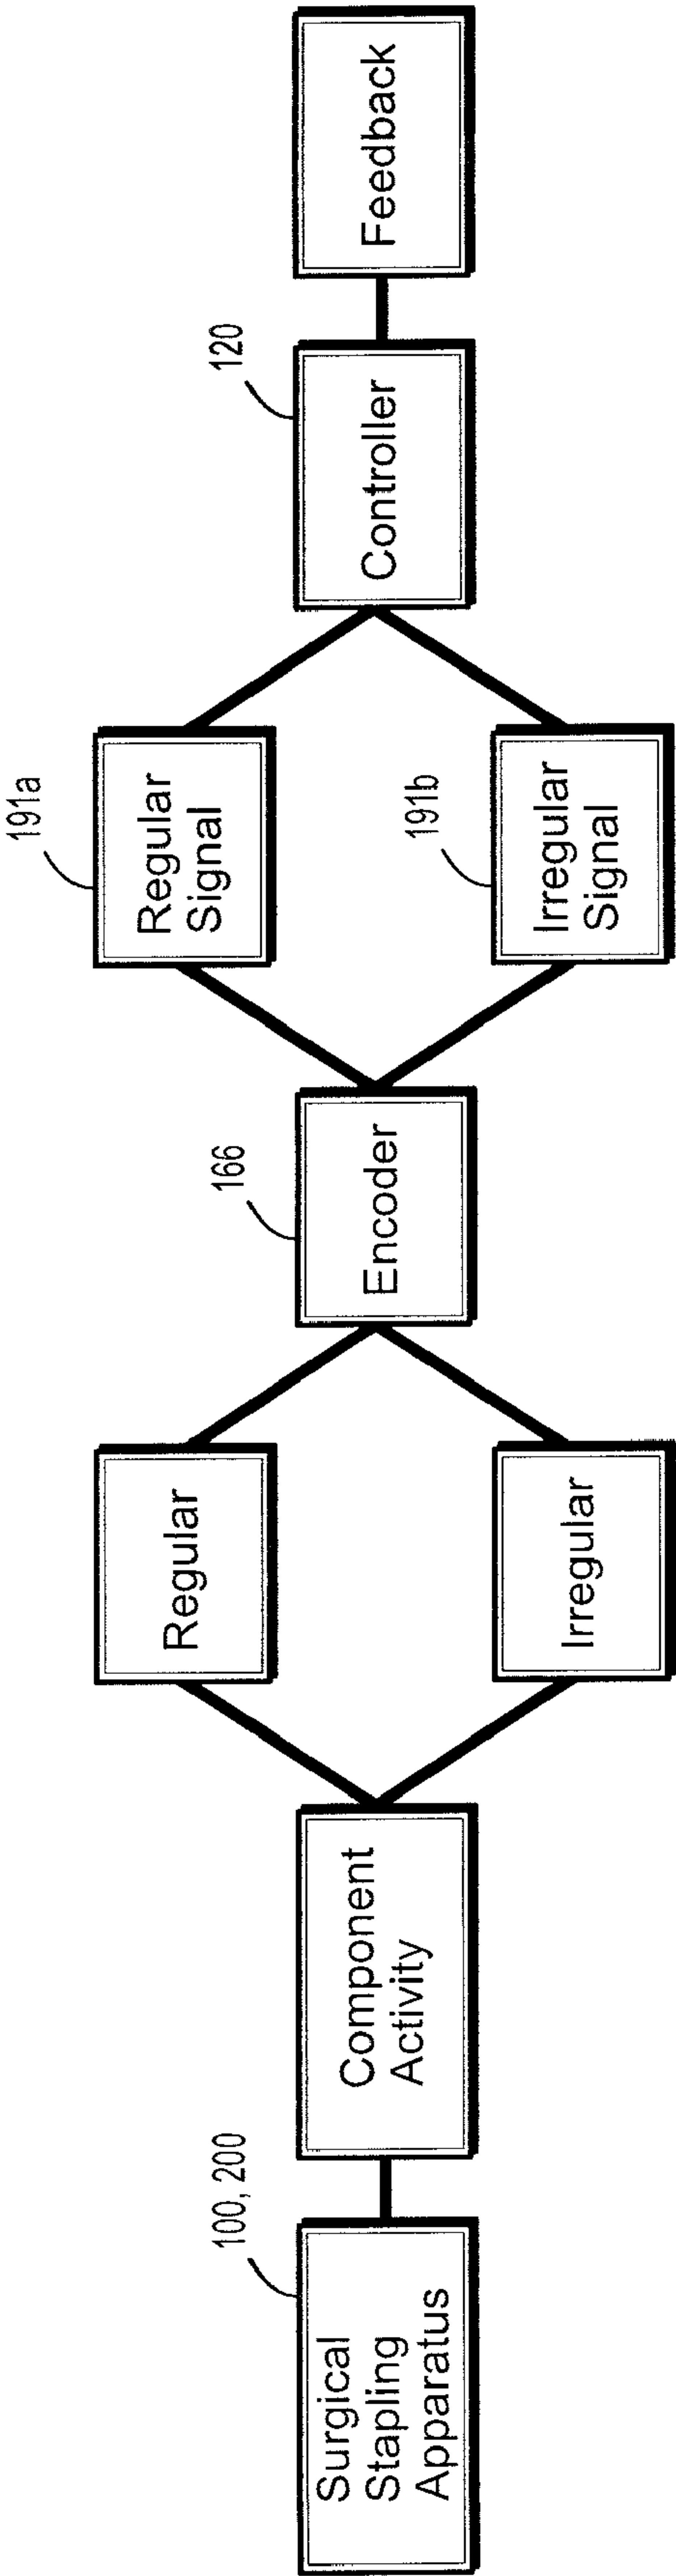 100, 200
Surgical
Stapling
Apparatus
Component
Activity
Regular
Irregular
166
Encoder
191a
Regular
Signal
191b
Irregular
Signal
120
Controller
Feedback